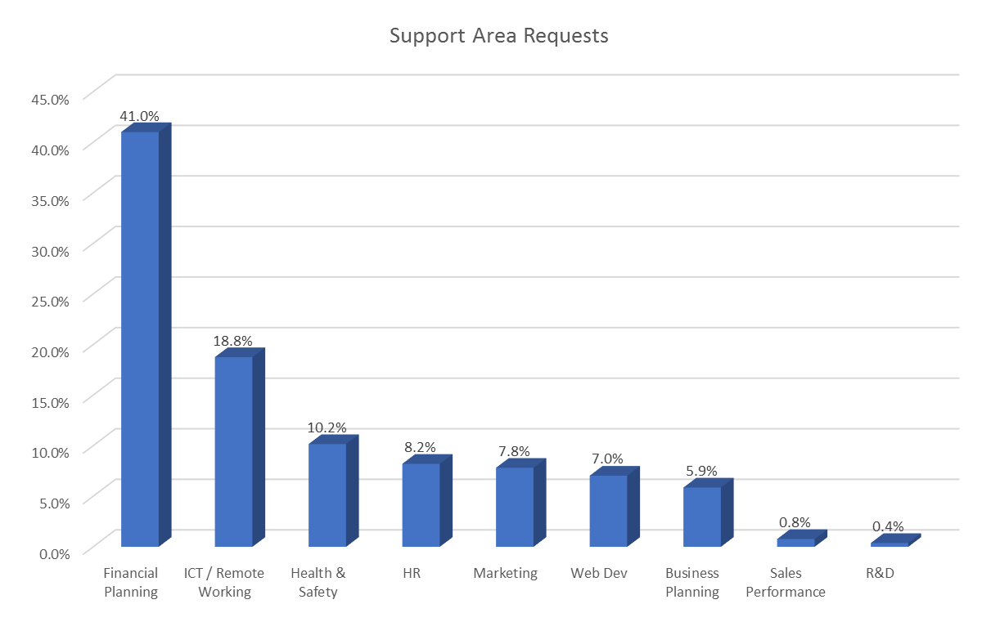 Support Area Requests
45.0%
40.0%
35.0%
30.0%
25.0%
20.0%
15.0%
10.0%
5.0%
0.0%
41.0%
18.8%
10.2%
8.2%
7.8%
7.0%
5.9%
0.8%
0.4%
Financial
Planning
ICT / Remote
Working
Health &
Safety
HR
Marketing
Web Dev
Business
Planning
Sales
Performance
R&D